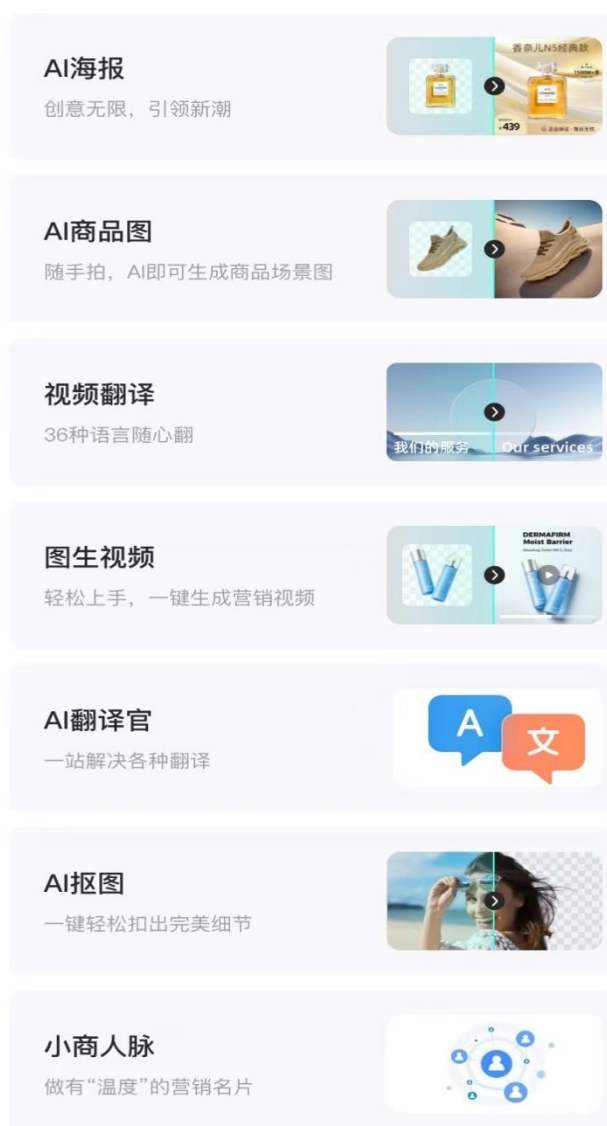 AI海报
创意无限，引领新潮
香奈儿N5经典款
¥439
AI商品图
随手拍，AI即可生成商品场景图
视频翻译
36种语言随心翻
我们的服务
Our services
图生视频
轻松上手，一键生成营销视频
DERMAFIRM
Moist Barrier
AI翻译官
一站解决各种翻译
A
文
AI抠图
一键轻松扣出完美细节
小商人脉
做有“温度”的营销名片